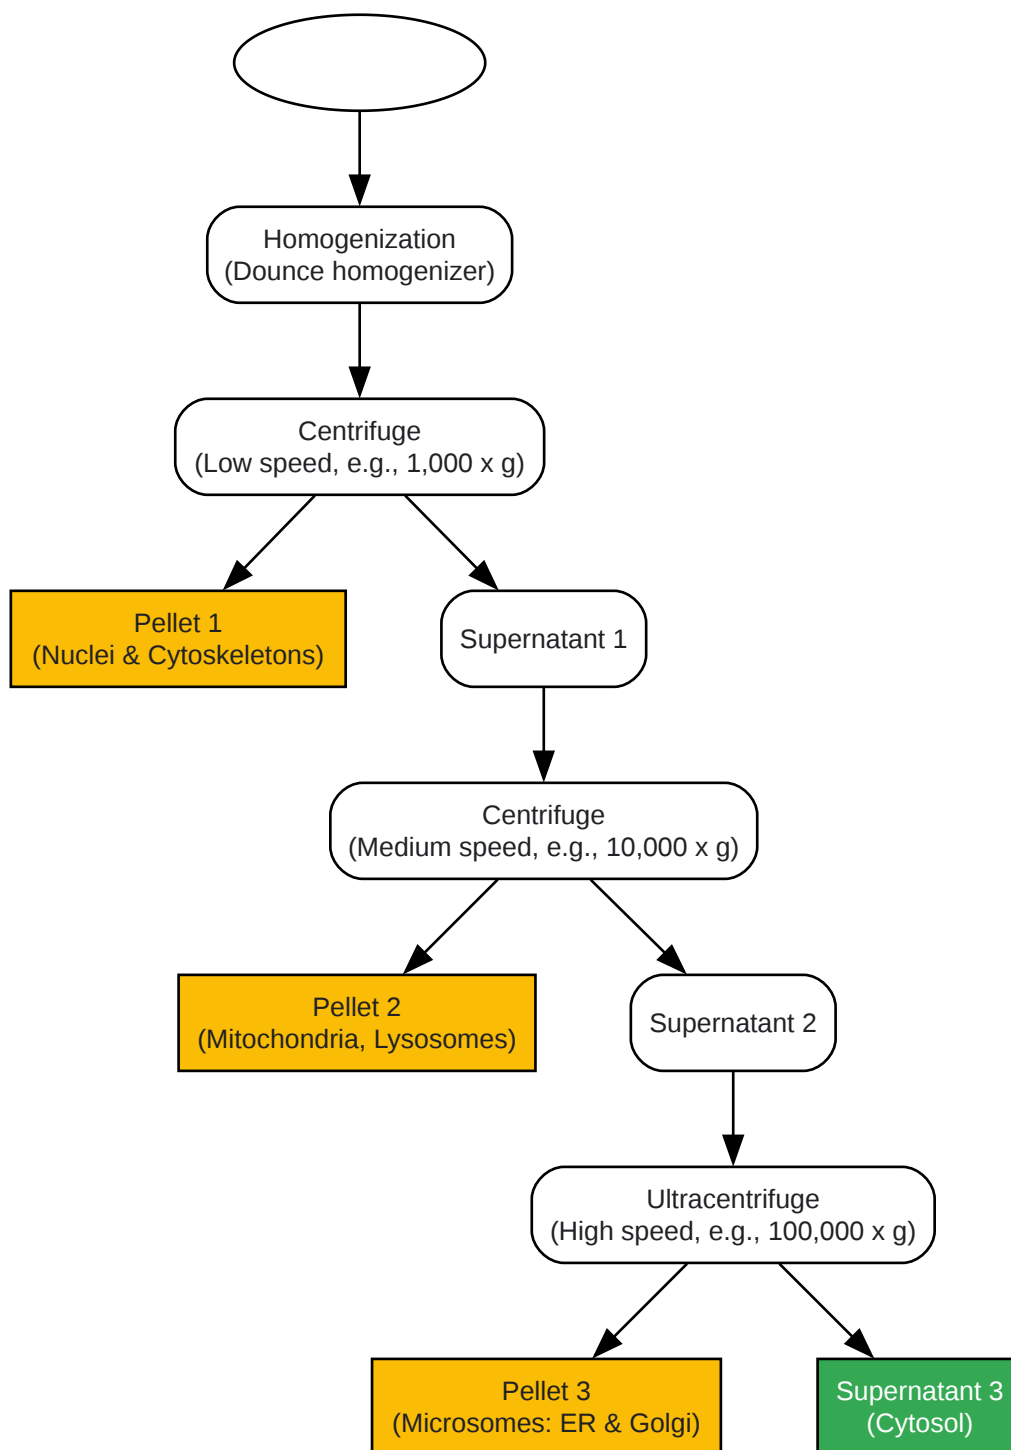 Homogenization
(Dounce homogenizer)
Centrifuge
(Low speed, e.g., 1,000 x g)
Pellet 1
(Nuclei & Cytoskeletons)
Supernatant 1
Centrifuge
(Medium speed, e.g., 10,000 x g)
Pellet 2
(Mitochondria, Lysosomes)
Supernatant 2
Ultracentrifuge
(High speed, e.g., 100,000 x g)
Pellet 3
(Microsomes: ER & Golgi)
Supernatant 3
(Cytosol)